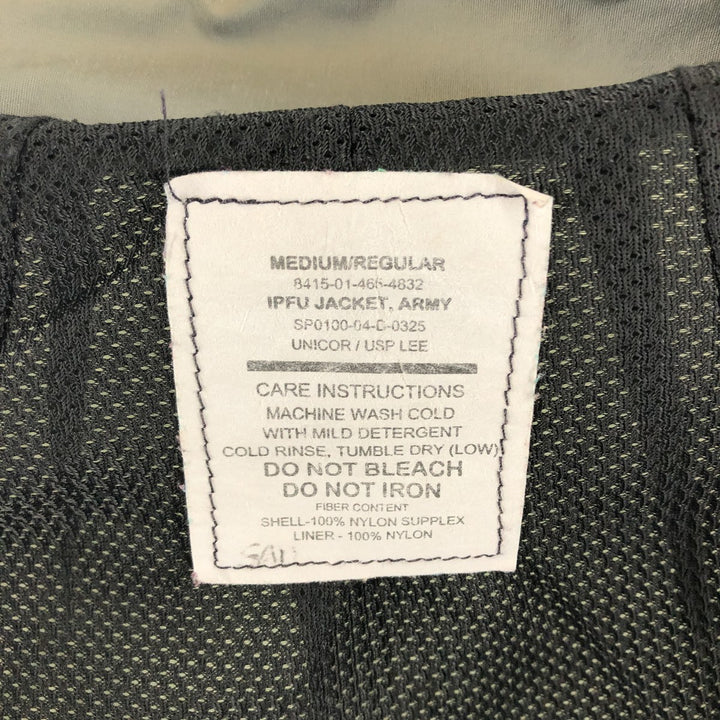 MEDIUM/REGULAR
8415-01-465-4832
IPFU JACKET, ARMY
SP0100-04-D-0325
UNICOR / USP LEE
CARE INSTRUCTIONS
MACHINE WASH COLD
WITH MILD DETERGENT
COLD RINSE, TUMBLE DRY (LOW)
DO NOT BLEACH
DO NOT IRON
FIBER CONTENT
SHELL-100% NYLON SUPPLEX
LINER - 100% NYLON